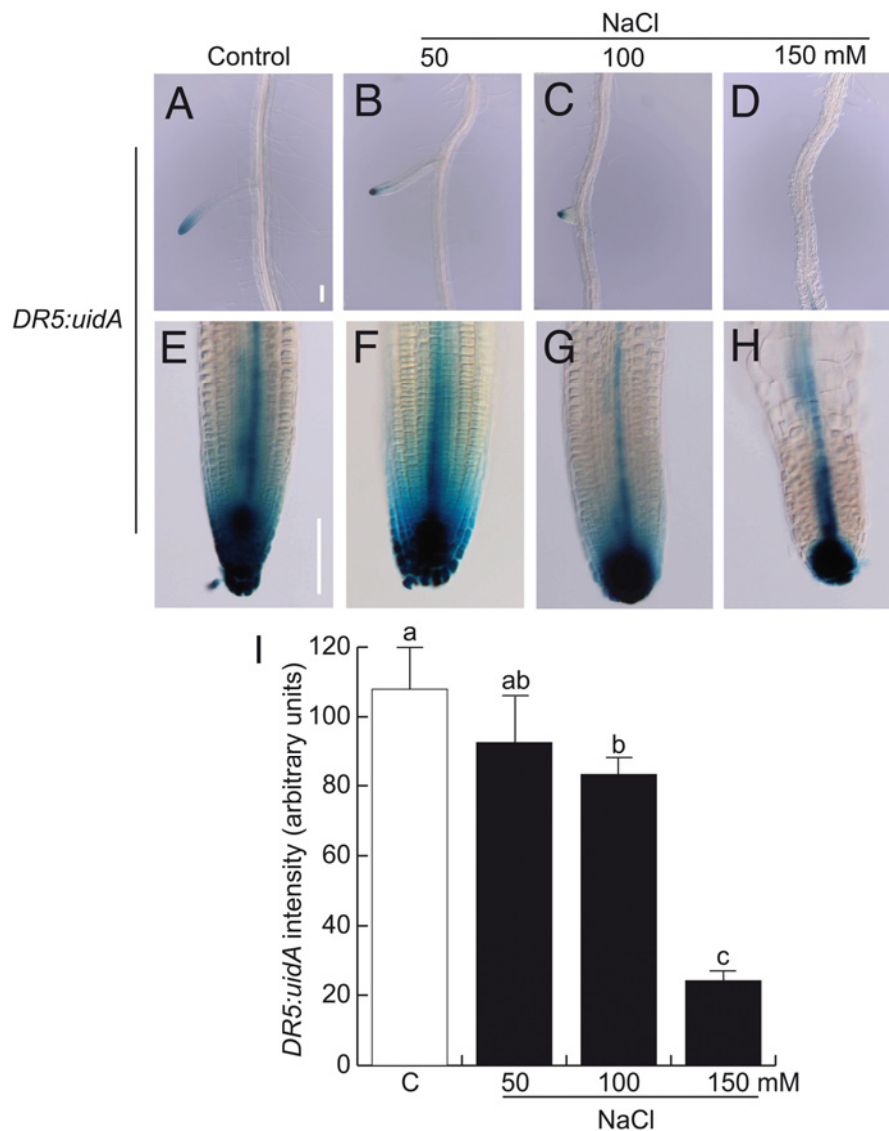 NaCl
Control 50 100 150 mM
A B C D
DR5:uidA
E F G H
I
DR5:uidA intensity (arbitrary units)
120
100
80
60
40
20
0
a
ab
b
c
C 50 100 150 mM
NaCl